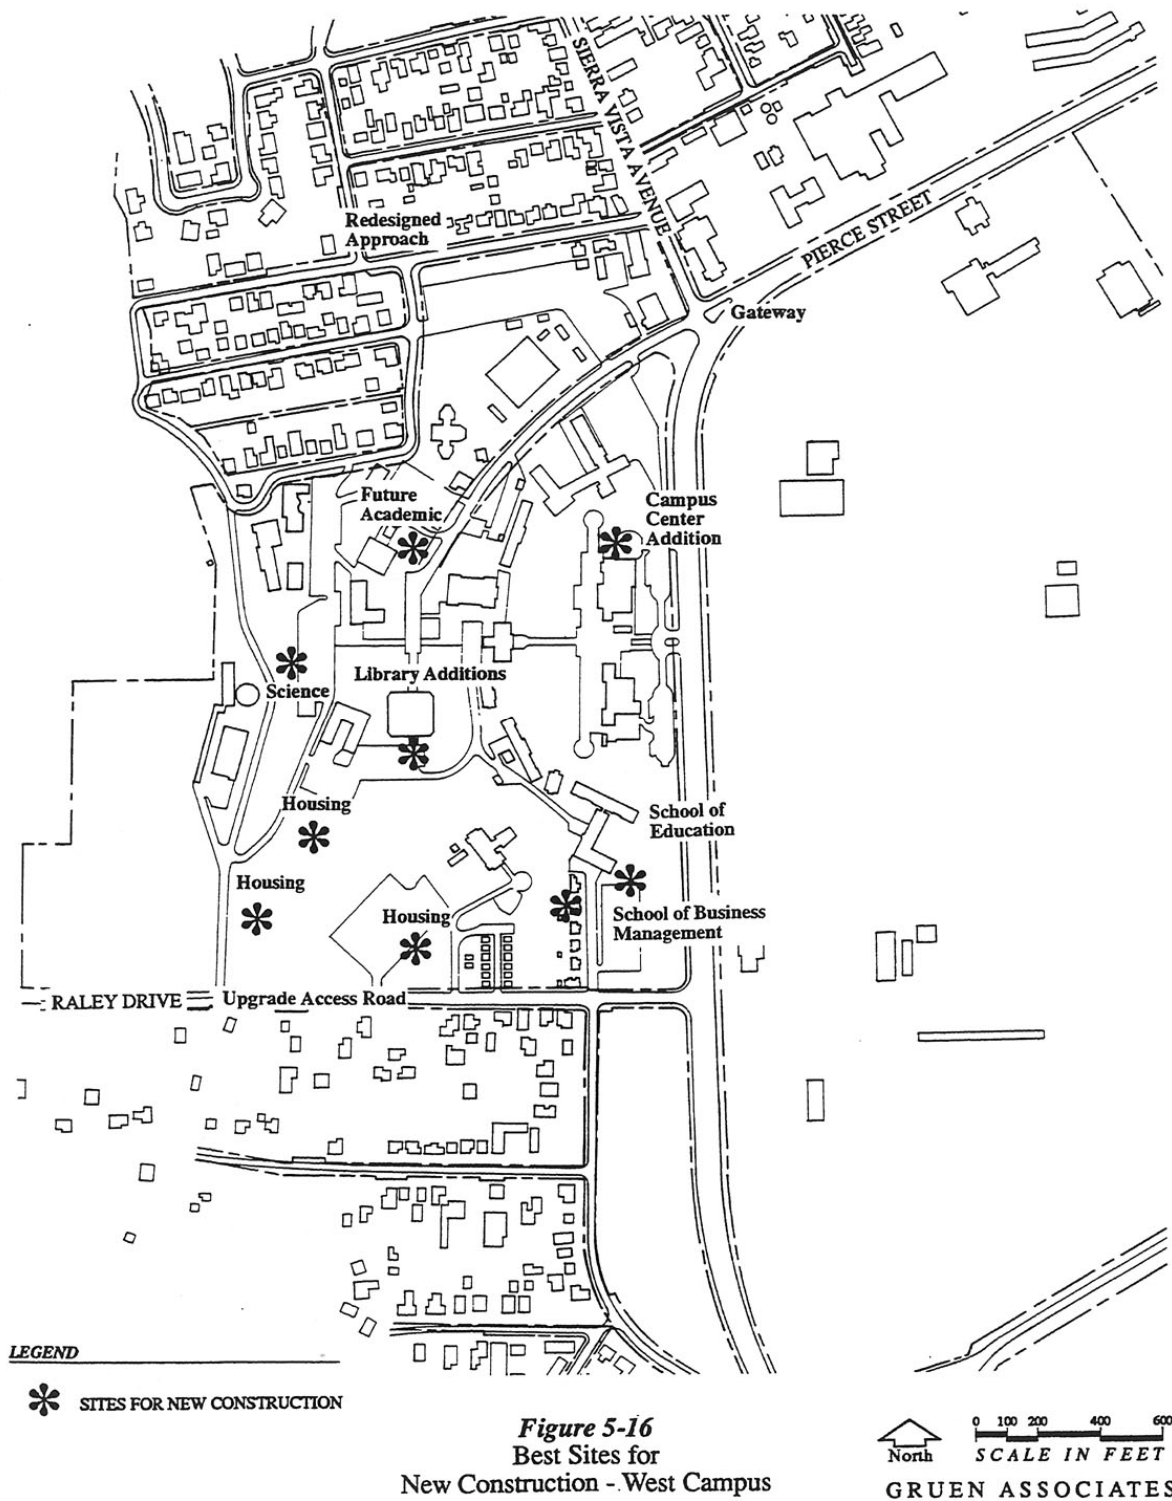 SIERRA VISTA AVENUE
Redesigned
Approach
PIERCE STREET
Gateway
Future
Academic
Campus
Center
Addition
Library Additions
Science
Housing
School of
Education
Housing
Housing
School of Business
Management
RALEY DRIVE
Upgrade Access Road
LEGEND
SITES FOR NEW CONSTRUCTION
Figure 5-16
Best Sites for
New Construction - West Campus
North
0 100 200 400 600
SCALE IN FEET
GRUEN ASSOCIATES